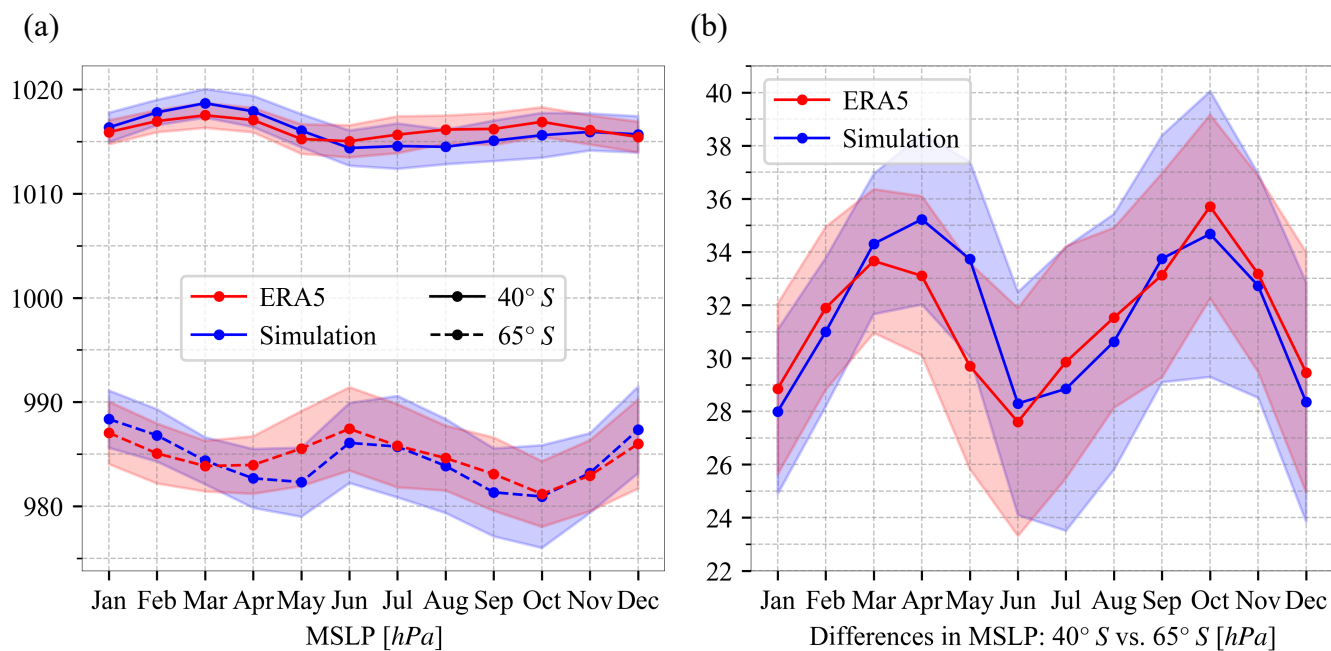 (a)
1020
1010
1000
990
980
ERA5
Simulation
40° S
65° S
Jan Feb Mar Apr May Jun Jul Aug Sep Oct Nov Dec
MSLP [hPa]
(b)
40
38
36
34
32
30
28
26
24
22
ERA5
Simulation
Jan Feb Mar Apr May Jun Jul Aug Sep Oct Nov Dec
Differences in MSLP: 40° S vs. 65° S [hPa]